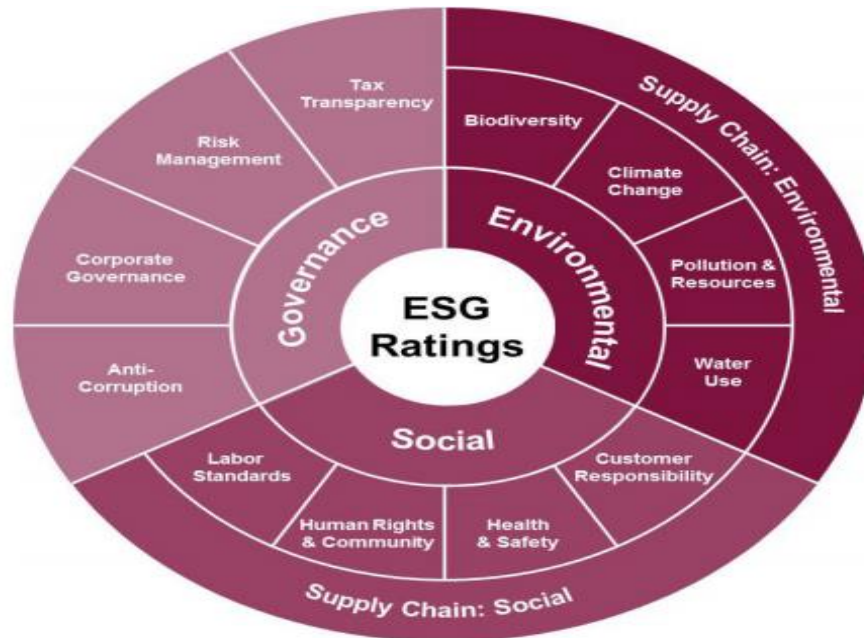 ESG
Ratings
Governance
Environmental
Social
Tax
Transparency
Risk
Management
Corporate
Governance
Anti-
Corruption
Biodiversity
Climate
Change
Pollution &
Resources
Water
Use
Supply Chain: Environmental
Customer
Responsibility
Health
& Safety
Human Rights
& Community
Labor
Standards
Supply Chain: Social